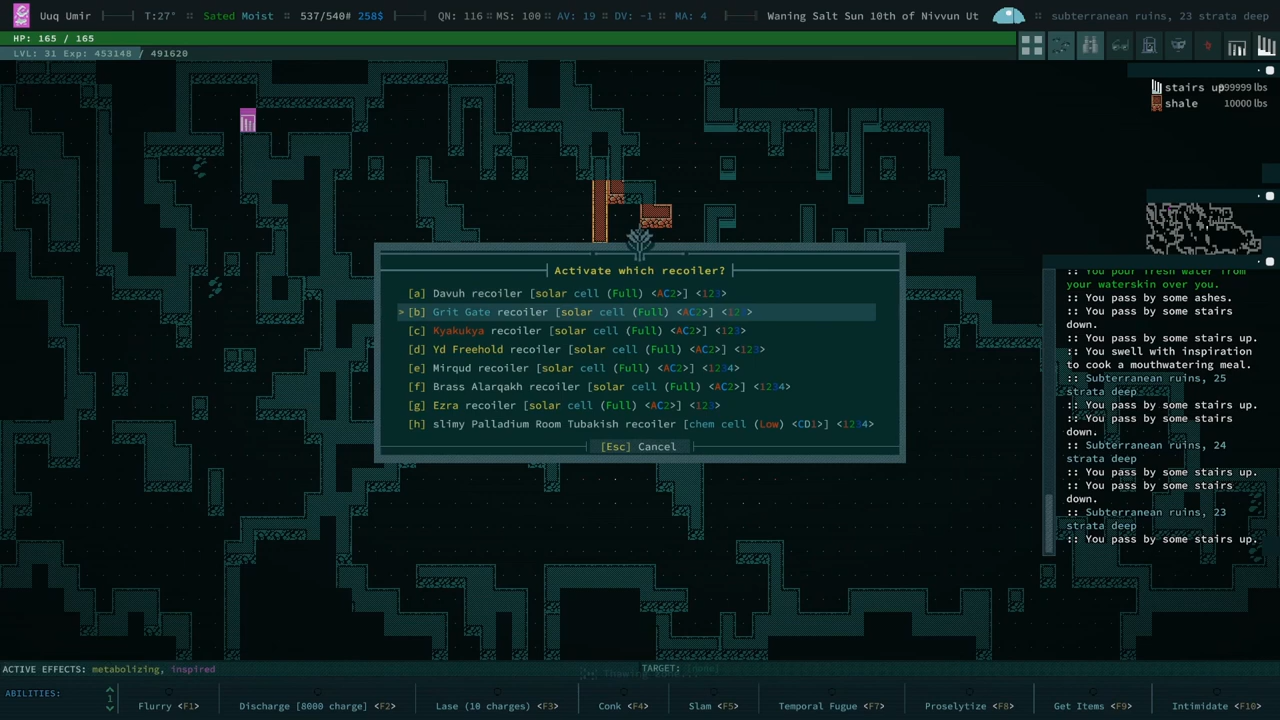 Uuq Umir T:27° Sated Moist 537/540# 258$ QN: 116 MS: 100 AV: 19 DV: -1 MA: 4 Waning Salt Sun 10th of Nivvun Ut subterranean ruins, 23 strata deep
HP: 165 / 165
LVL: 31 Exp: 453148 / 491620
stairs up
shale 10000 lbs
Activate which recoiler?
[a] Davuh recoiler [solar cell (Full) <AC2>] <123>
> [b] Grit Gate recoiler [solar cell (Full) <AC2>] <12 >
[c] Kyakukya recoiler [solar cell (Full) <AC2>] <123>
[d] Yd Freehold recoiler [solar cell (Full) <AC2>] <123>
[e] Mirqud recoiler [solar cell (Full) <AC2>] <1234>
[f] Brass Alarqakh recoiler [solar cell (Full) <AC2>] <1234>
[g] Ezra recoiler [solar cell (Full) <AC2>] <123>
[h] slimy Palladium Room Tubakish recoiler [chem cell (Low) <CD1>] <1234>
[Esc] Cancel
:: You pour fresh water from
your waterskin over you.
:: You pass by some ashes.
:: You pass by some stairs
down.
:: You pass by some stairs up.
:: You swell with inspiration
to cook a mouthwatering meal.
:: Subterranean ruins, 25
strata deep
:: You pass by some stairs up.
:: You pass by some stairs
down.
:: Subterranean ruins, 24
strata deep
:: You pass by some stairs up.
:: You pass by some stairs
down.
:: Subterranean ruins, 23
strata deep
:: You pass by some stairs up.
ACTIVE EFFECTS: metabolizing, inspired
TARGET: [none]
ABILITIES: 1 Flurry <F1> Discharge [8000 charge] <F2> Lase (10 charges) <F3> Conk <F4> Slam <F5> Temporal Fugue <F7> Proselytize <F8> Get Items <F9> Intimidate <F10>